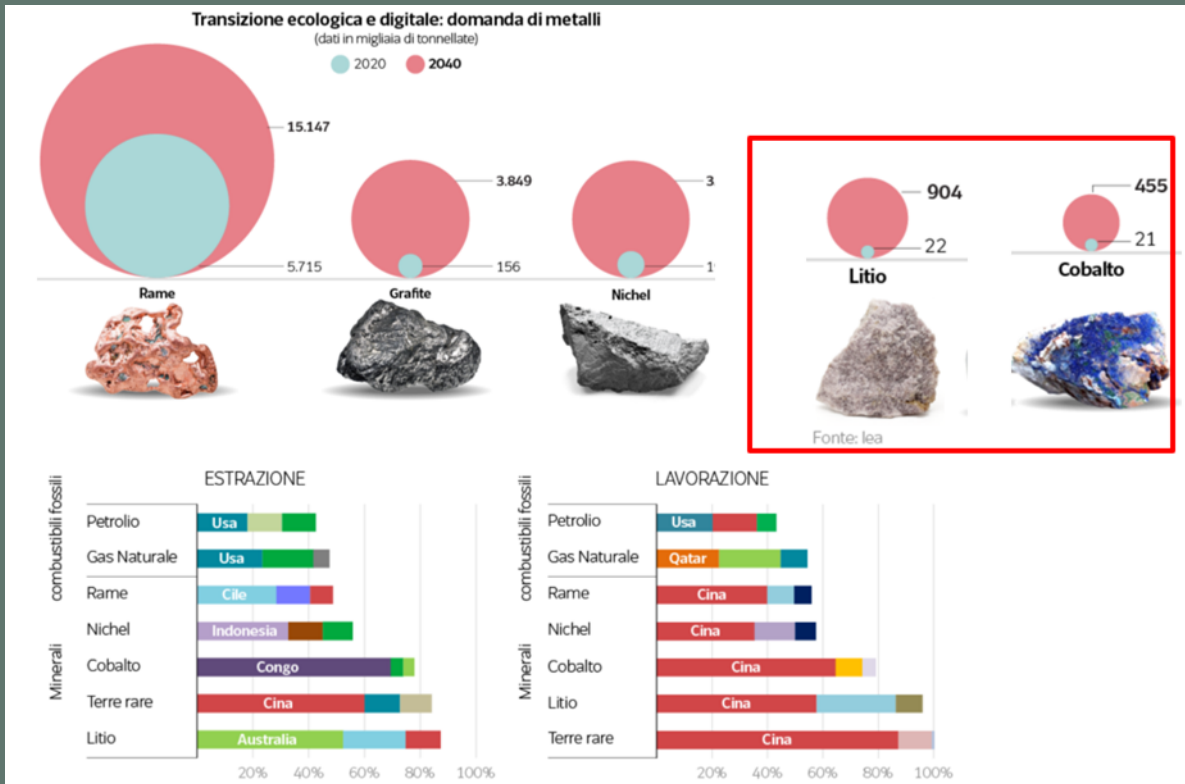 Transizione ecologica e digitale: domanda di metalli
(dati in migliaia di tonnellate)
2020 2040
15.147
5.715
Rame
3.849
156
Grafite
3.
1
Nichel
904
22
Litio
455
21
Cobalto
Fonte: Iea
ESTRAZIONE
combustibili fossili
Minerali
Petrolio Usa
Gas Naturale Usa
Rame Cile
Nichel Indonesia
Cobalto Congo
Terre rare Cina
Litio Australia
20% 40% 60% 80% 100%
LAVORAZIONE
combustibili fossili
Minerali
Petrolio Usa
Gas Naturale Qatar
Rame Cina
Nichel Cina
Cobalto Cina
Litio Cina
Terre rare Cina
20% 40% 60% 80% 100%